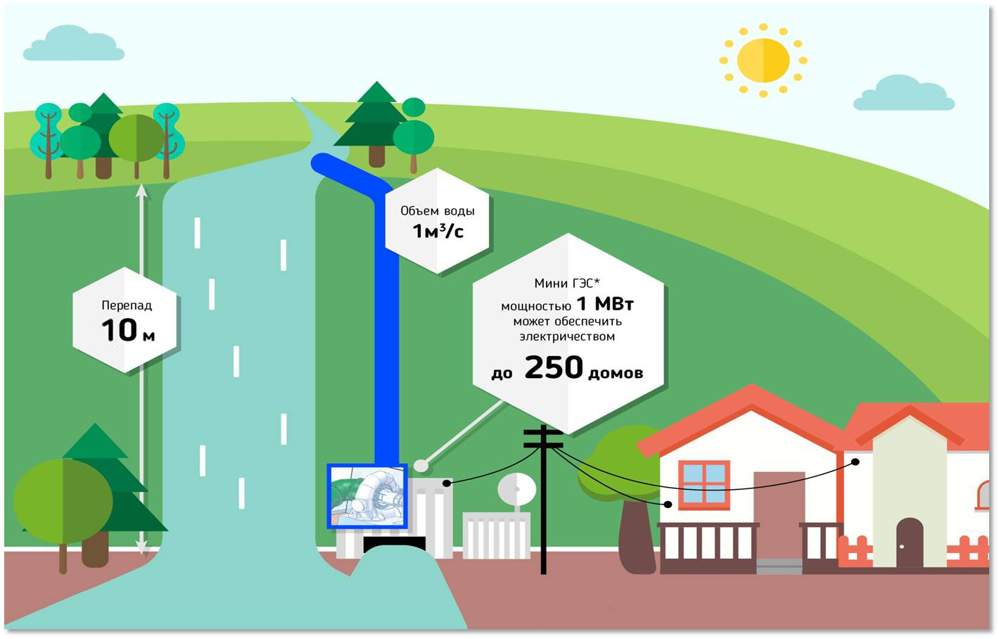 Объем воды
1м³/с
Мини ГЭС*
мощностью 1 МВт
может обеспечить
электричеством
до 250 домов
Перепад
10 м